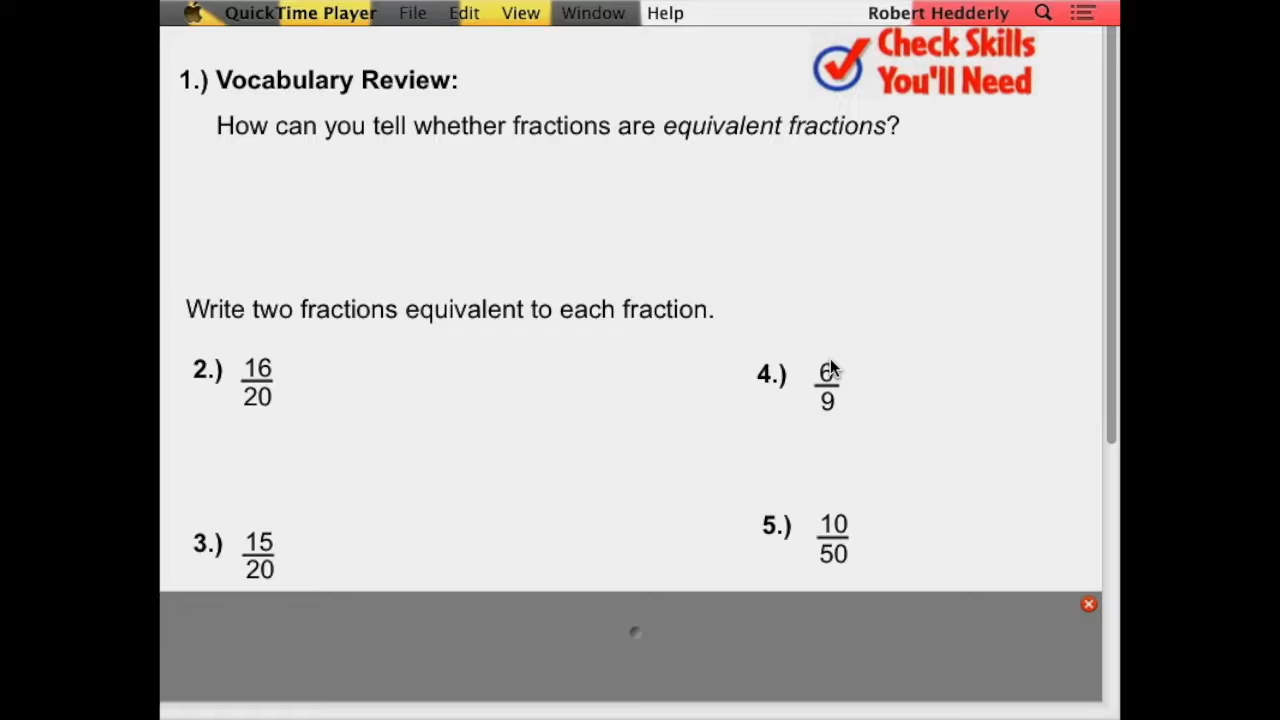 QuickTime Player File Edit View Window Help Robert Hedderly
Check Skills
You'll Need
1.) Vocabulary Review:
How can you tell whether fractions are equivalent fractions?
Write two fractions equivalent to each fraction.
2.) 16
20
4.) 6
9
3.) 15
20
5.) 10
50